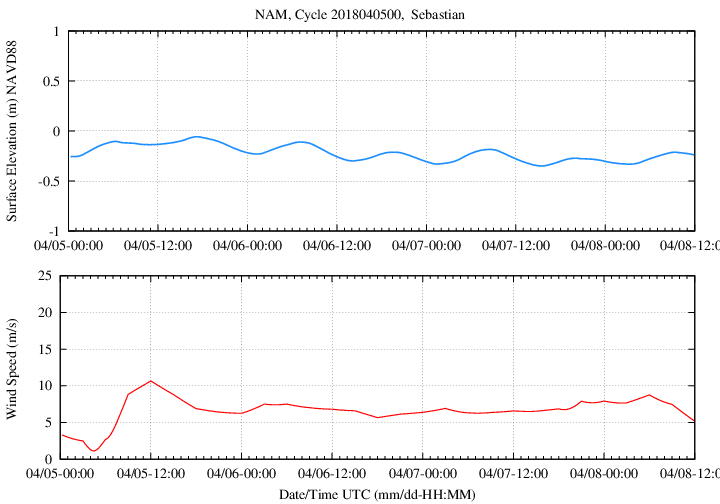 NAM, Cycle 2018040500,  Sebastian
Surface Elevation (m) NAVD88
1
0.5
0
-0.5
-1
04/05-00:00 04/05-12:00 04/06-00:00 04/06-12:00 04/07-00:00 04/07-12:00 04/08-00:00 04/08-12:0
Wind Speed (m/s)
25
20
15
10
5
0
04/05-00:00 04/05-12:00 04/06-00:00 04/06-12:00 04/07-00:00 04/07-12:00 04/08-00:00 04/08-12:0
Date/Time UTC (mm/dd-HH:MM)